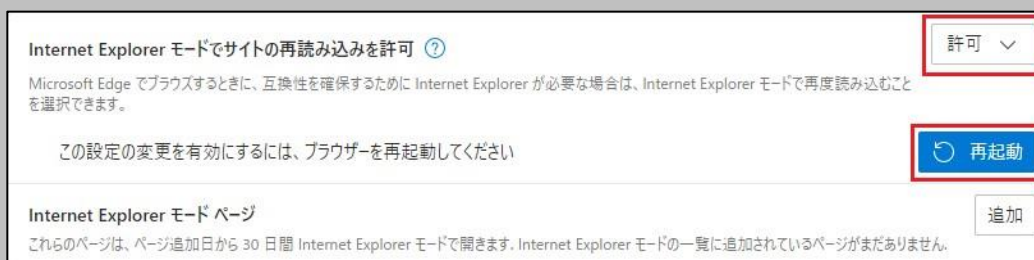 Internet Explorer モードでサイトの再読み込みを許可 ?
許可
Microsoft Edge でブラウズするときに、互換性を確保するために Internet Explorer が必要な場合は、Internet Explorer モードで再度読み込むこと
を選択できます。
この設定の変更を有効にするには、ブラウザーを再起動してください
再起動
Internet Explorer モード ページ
追加
これらのページは、ページ追加日から 30 日間 Internet Explorer モードで開きます. Internet Explorer モードの一覧に追加されているページがまだありません.